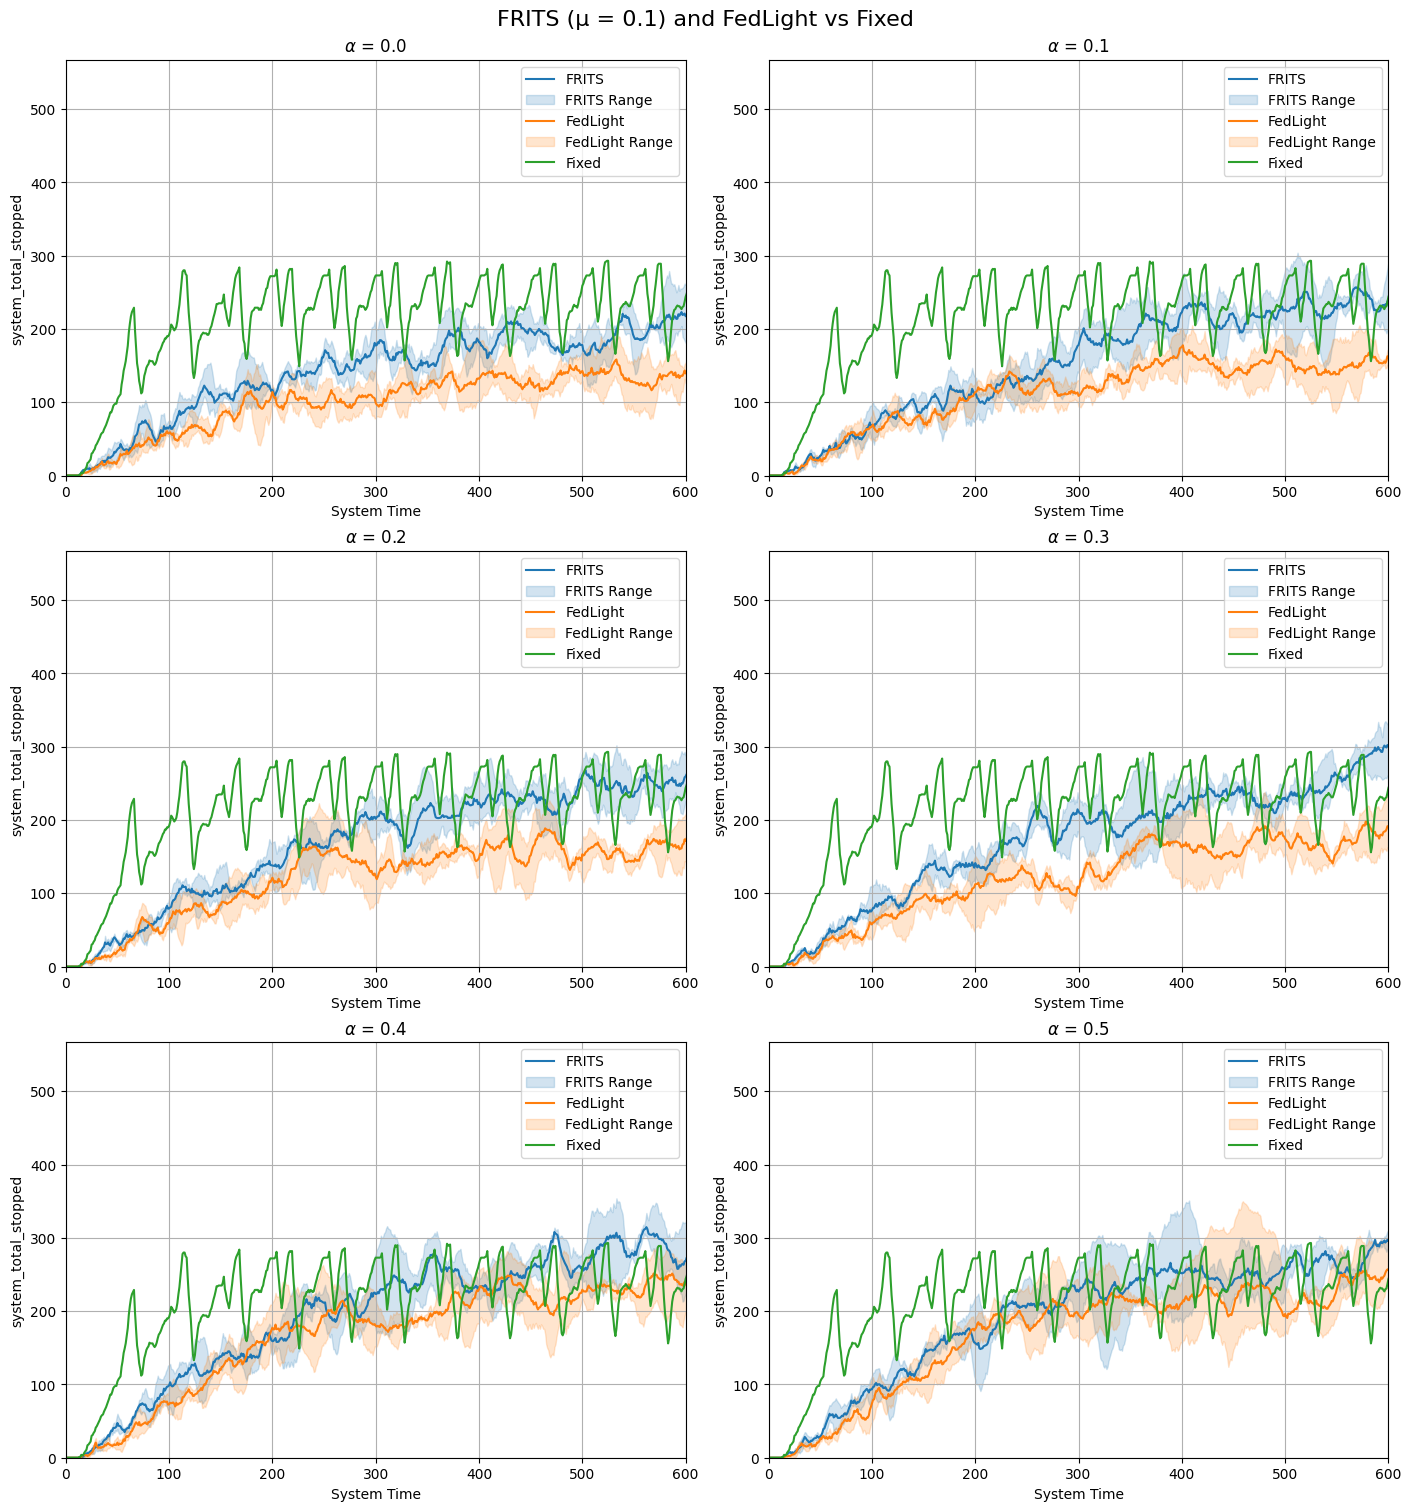 FRITS (μ = 0.1) and FedLight vs Fixed
α = 0.0
system_total_stopped
500
400
300
200
100
0
0 100 200 300 400 500 600
System Time
FRITS
FRITS Range
FedLight
FedLight Range
Fixed
α = 0.1
system_total_stopped
500
400
300
200
100
0
0 100 200 300 400 500 600
System Time
FRITS
FRITS Range
FedLight
FedLight Range
Fixed
α = 0.2
system_total_stopped
500
400
300
200
100
0
0 100 200 300 400 500 600
System Time
FRITS
FRITS Range
FedLight
FedLight Range
Fixed
α = 0.3
system_total_stopped
500
400
300
200
100
0
0 100 200 300 400 500 600
System Time
FRITS
FRITS Range
FedLight
FedLight Range
Fixed
α = 0.4
system_total_stopped
500
400
300
200
100
0
0 100 200 300 400 500 600
System Time
FRITS
FRITS Range
FedLight
FedLight Range
Fixed
α = 0.5
system_total_stopped
500
400
300
200
100
0
0 100 200 300 400 500 600
System Time
FRITS
FRITS Range
FedLight
FedLight Range
Fixed